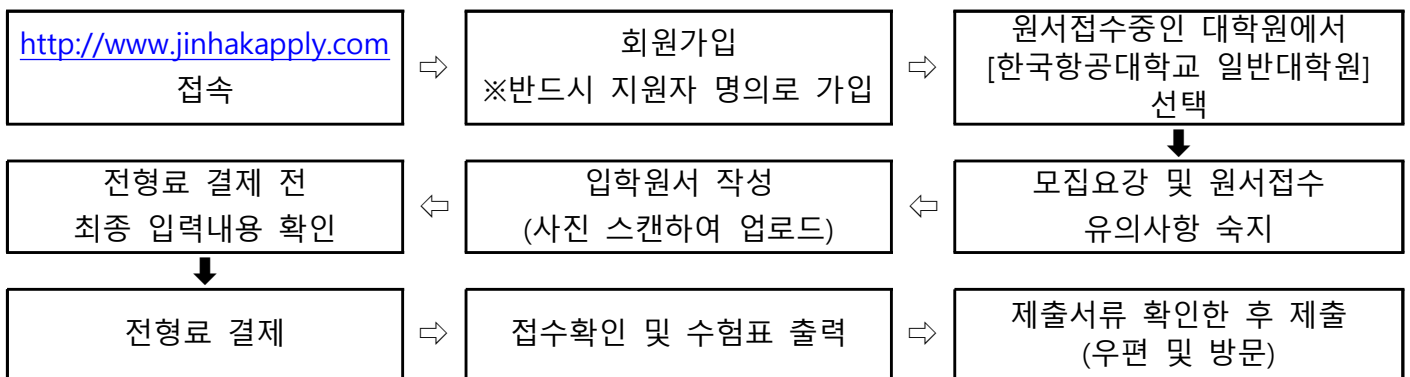 http://www.jinhakapply.com
접속
⇨
회원가입
※반드시 지원자 명의로 가입
⇨
원서접수중인 대학원에서
[한국항공대학교 일반대학원]
선택
모집요강 및 원서접수
유의사항 숙지
⇦
입학원서 작성
(사진 스캔하여 업로드)
⇦
전형료 결제 전
최종 입력내용 확인
전형료 결제
⇨
접수확인 및 수험표 출력
⇨
제출서류 확인한 후 제출
(우편 및 방문)